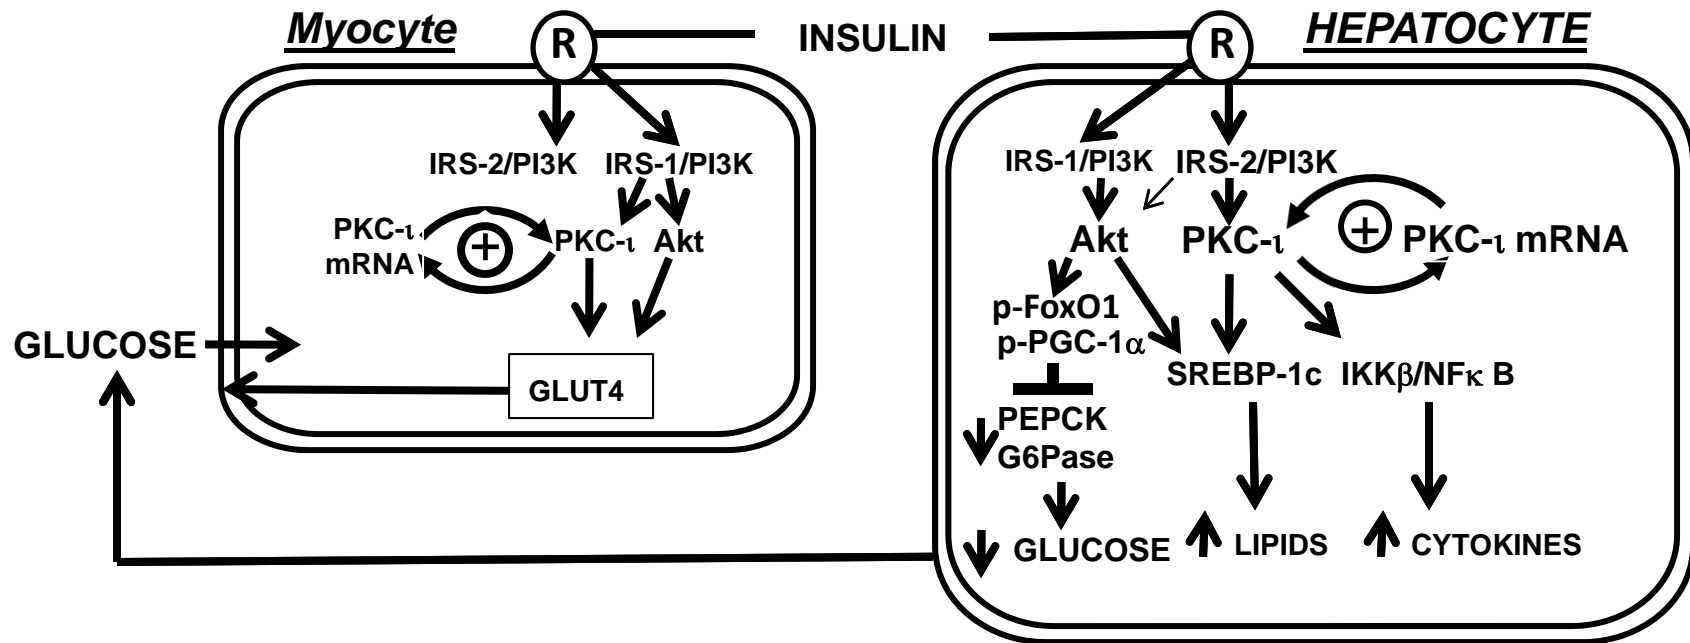 Myocyte
R
INSULIN
R
HEPATOCYTE
IRS-2/PI3K
IRS-1/PI3K
PKC-ι
mRNA
+
PKC-ι
Akt
GLUCOSE
GLUT4
IRS-1/PI3K
IRS-2/PI3K
Akt
PKC-ι
+
PKC-ι mRNA
p-FoxO1
p-PGC-1α
SREBP-1c
IKKβ/NFκ B
PEPCK
G6Pase
GLUCOSE
LIPIDS
CYTOKINES